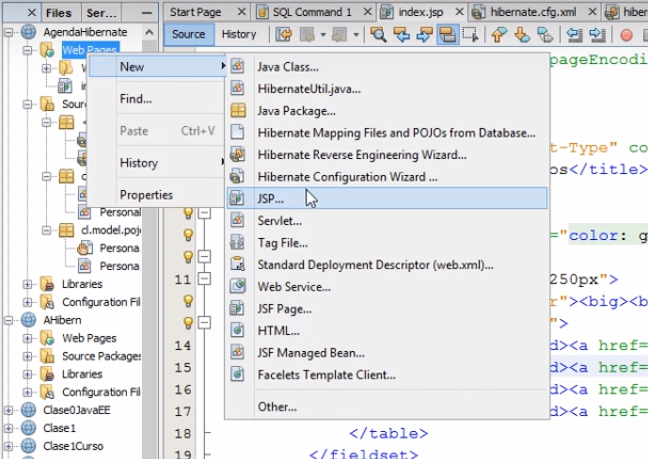 Files
Ser...
Start Page
SQL Command 1
index.jsp
hibernate.cfg.xml
hiber
AgendaHibernate
Source
History
Web Pages
New
Find...
Paste Ctrl+V
History
Properties
Java Class...
HibernateUtil.java...
Java Package...
Hibernate Mapping Files and POJOs from Database...
Hibernate Reverse Engineering Wizard...
Hibernate Configuration Wizard ...
JSP...
Servlet...
Tag File...
Standard Deployment Descriptor (web.xml)...
Web Service...
JSF Page...
HTML...
JSF Managed Bean...
Facelets Template Client...
Other...
Sour
Personal
cl.model.poj
Persona
Persona
Libraries
Configuration Fil
AHibern
Web Pages
Source Packages
Libraries
Configuration Fil
Clase0JavaEE
Clase1
Clase1Curso
pageEncodi
t-Type" co
os</title>
="color: g
11
250px">
r"><big><b
">
14 d><a href=
15 d><a href=
16 d><a href=
17 d><a href=
18 </table>
19 </fieldset>